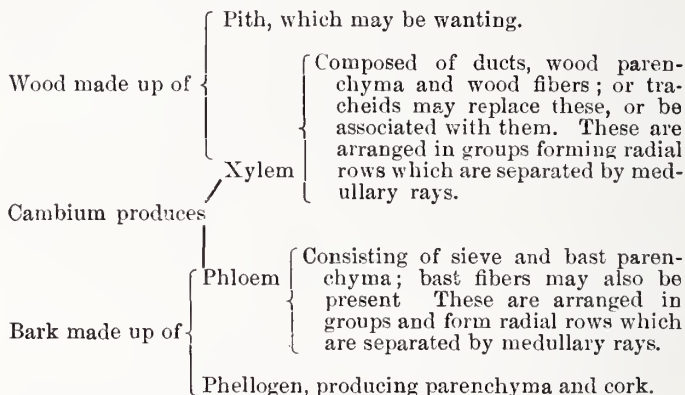 Pith, which may be wanting.
Wood made up of
Xylem
Composed of ducts, wood paren-
chyma and wood fibers; or tra-
cheids may replace these, or be
associated with them. These are
arranged in groups forming radial
rows which are separated by med-
ullary rays.
Cambium produces
Phloem
Consisting of sieve and bast paren-
chyma; bast fibers may also be
present These are arranged in
groups and form radial rows which
are separated by medullary rays.
Bark made up of
Phellogen, producing parenchyma and cork.